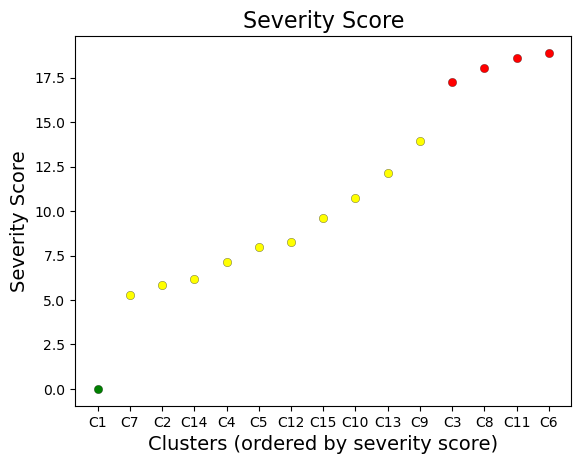 Severity Score
Severity Score
17.5
15.0
12.5
10.0
7.5
5.0
2.5
0.0
C1 C7 C2 C14 C4 C5 C12 C15 C10 C13 C9 C3 C8 C11 C6
Clusters (ordered by severity score)